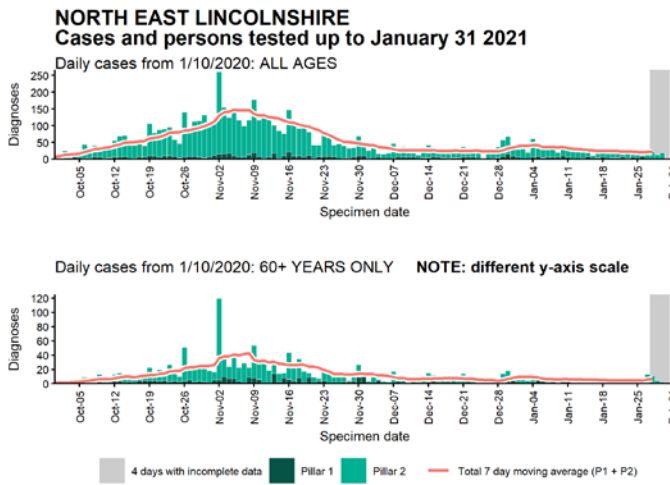 NORTH EAST LINCOLNSHIRE
Cases and persons tested up to January 31 2021
Daily cases from 1/10/2020: ALL AGES
Diagnoses
250
200
150
100
50
0
Oct-05 Oct-12 Oct-19 Oct-26 Nov-02 Nov-09 Nov-16 Nov-23 Nov-30 Dec-07 Dec-14 Dec-21 Dec-28 Jan-04 Jan-11 Jan-18 Jan-25
Specimen date
Daily cases from 1/10/2020: 60+ YEARS ONLY NOTE: different y-axis scale
Diagnoses
120
100
80
60
40
20
0
Oct-05 Oct-12 Oct-19 Oct-26 Nov-02 Nov-09 Nov-16 Nov-23 Nov-30 Dec-07 Dec-14 Dec-21 Dec-28 Jan-04 Jan-11 Jan-18 Jan-25
Specimen date
4 days with incomplete data Pillar 1 Pillar 2 Total 7 day moving average (P1 + P2)